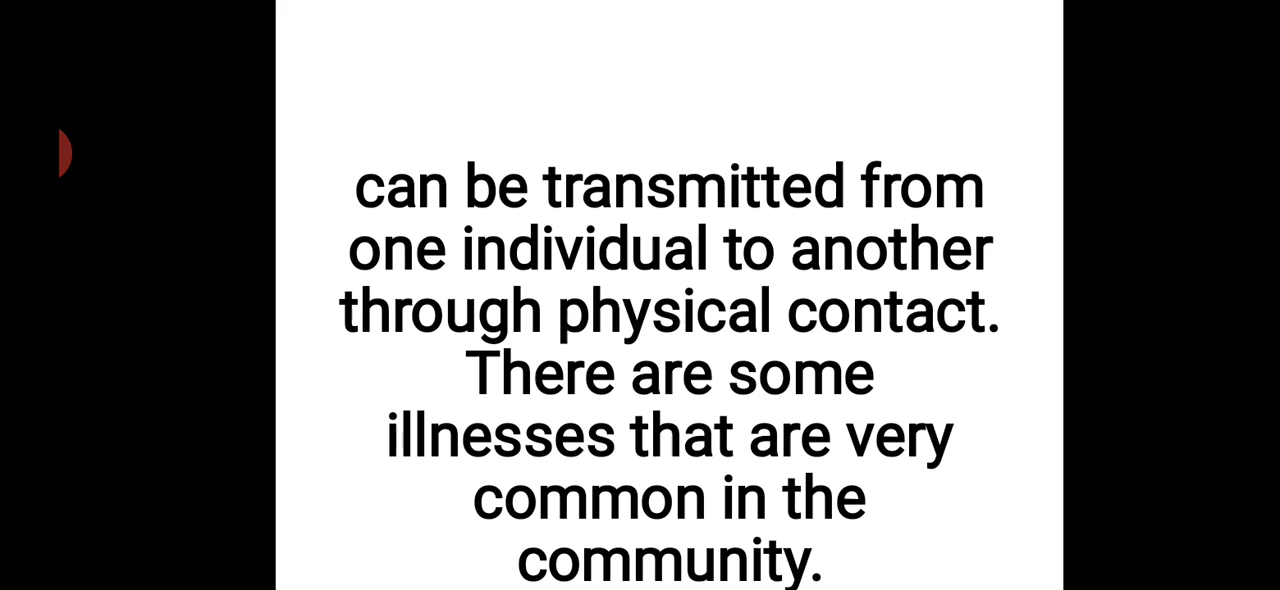 can be transmitted from
one individual to another
through physical contact.
There are some
illnesses that are very
common in the
community.